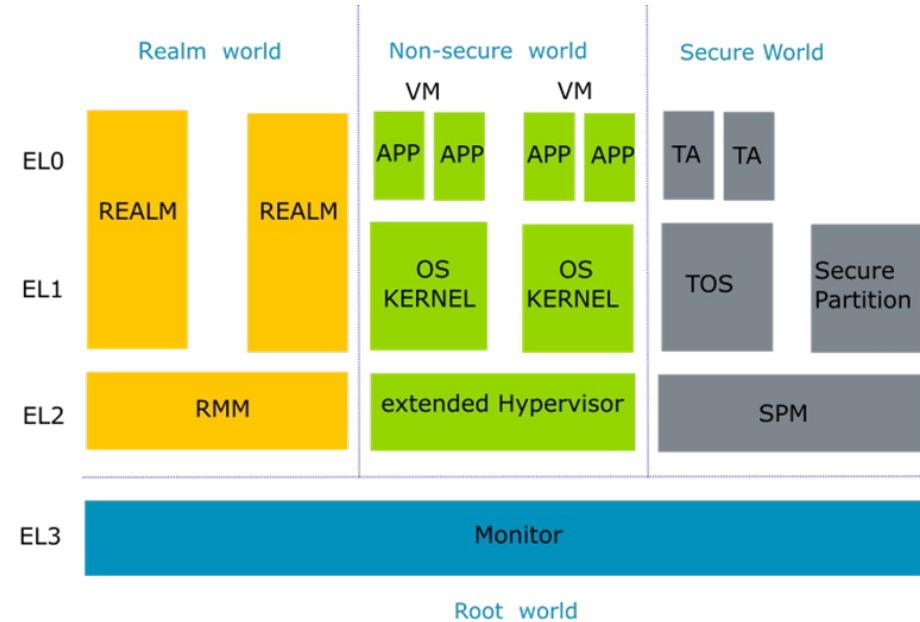 Realm world
Non-secure world
Secure World
VM
VM
EL0
APP
APP
APP
APP
TA
TA
REALM
REALM
EL1
OS
KERNEL
OS
KERNEL
TOS
Secure
Partition
EL2
RMM
extended Hypervisor
SPM
EL3
Monitor
Root world